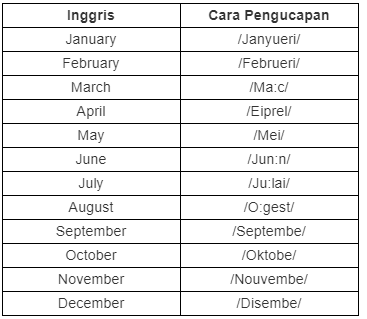 Inggris Cara Pengucapan
January /Janyueri/
February /Februeri/
March /Ma:c/
April /Eiprel/
May /Mei/
June /Jun:n/
July /Ju:lai/
August /O:gest/
September /Septembe/
October /Oktobe/
November /Nouvembe/
December /Disembe/